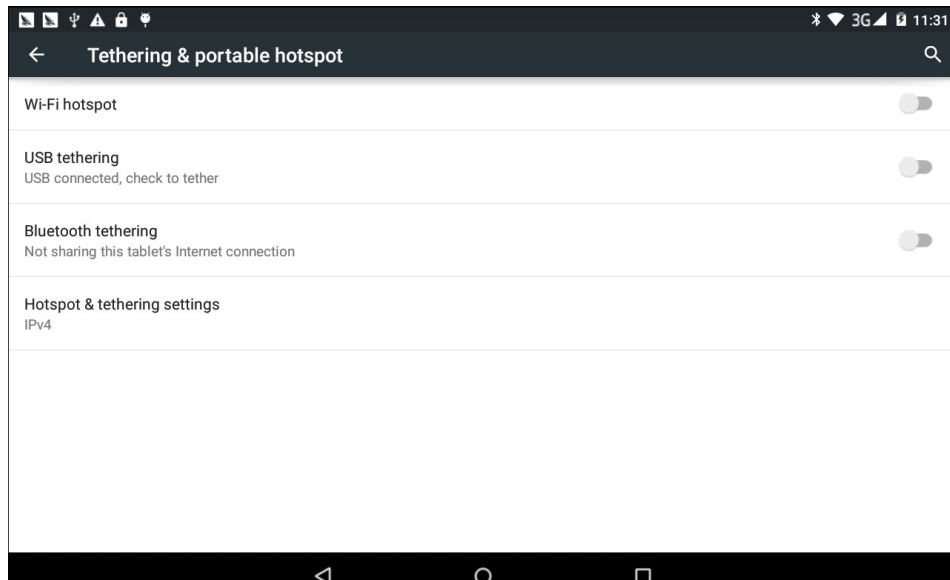 3G 11:31
Tethering & portable hotspot
Wi-Fi hotspot
USB tethering
USB connected, check to tether
Bluetooth tethering
Not sharing this tablet's Internet connection
Hotspot & tethering settings
IPv4